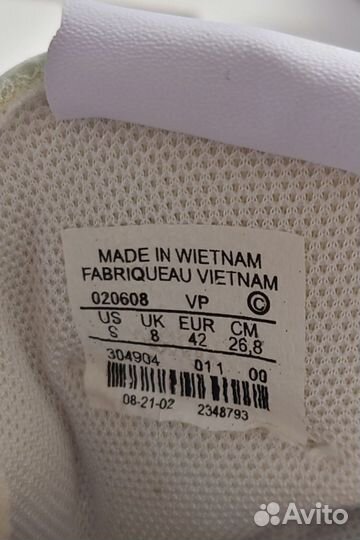 MADE IN WIETNAM
FABRIQUEAU VIETNAM
020608 VP ©
US UK EUR CM
S 8 42 26,8
304904 011 00
08-21-02 2348793
Avito